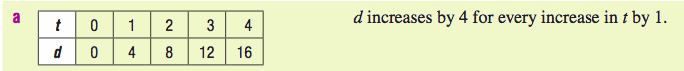 a
t 0 1 2 3 4
d 0 4 8 12 16
d increases by 4 for every increase in t by 1.